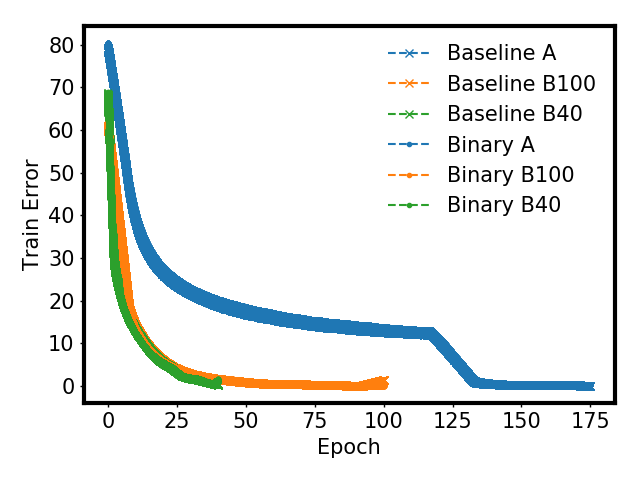 80
70
60
50
40
30
20
10
0
Train Error
0 25 50 75 100 125 150 175
Epoch
Baseline A
Baseline B100
Baseline B40
Binary A
Binary B100
Binary B40